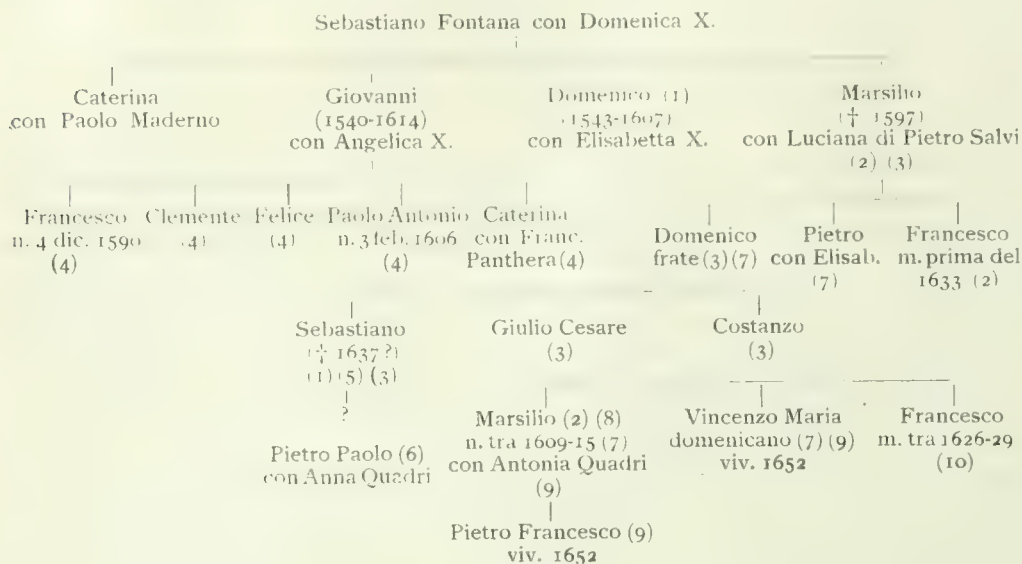 Sebastiano Fontana con Domenica X.
Caterina
con Paolo Maderno
Giovanni
(1540-1614)
con Angelica X.
Domenico (1)
(1543-1607)
con Elisabetta X.
Marsilio
(† 1597)
con Luciana di Pietro Salvi
(2) (3)
Francesco
n. 4 dic. 1590
(4)
Clemente
(4)
Felice
(4)
Paolo Antonio
n. 3 feb. 1606
(4)
Caterina
con Franc.
Panthera (4)
Domenico
frate (3) (7)
Pietro
con Elisab.
(7)
Francesco
m. prima del
1633 (2)
Sebastiano
(† 1637 ?)
(1) (5) (3)
?
Giulio Cesare
(3)
Costanzo
(3)
Pietro Paolo (6)
con Anna Quadri
Marsilio (2) (8)
n. tra 1609-15 (7)
con Antonia Quadri
(9)
Vincenzo Maria
domenicano (7) (9)
viv. 1652
Francesco
m. tra 1626-29
(10)
Pietro Francesco (9)
viv. 1652